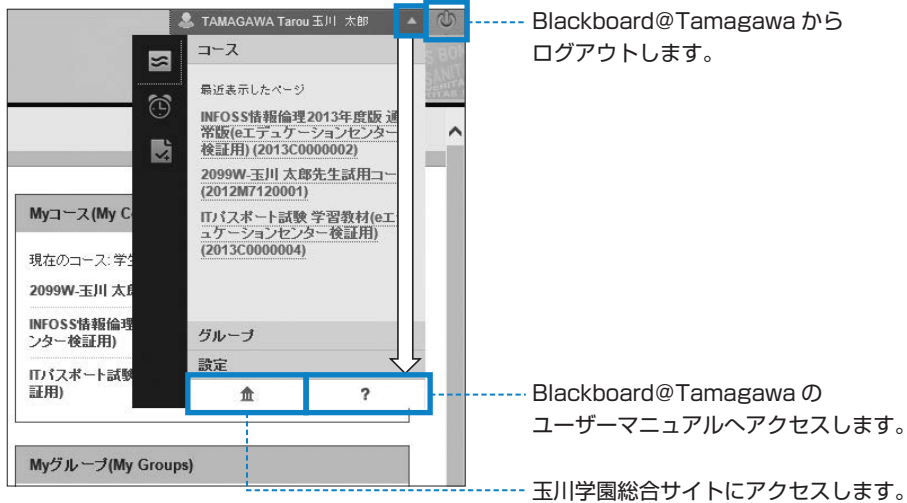 TAMAGAWA Tarou 玉川 太郎
Blackboard@Tamagawa から
ログアウトします。
コース
最近表示したページ
INFOSS情報倫理2013年度版 通
常版(eエデュケーションセンター
検証用) (2013C0000002)
2099W-玉川 太郎先生試用コー
(2012M7120001)
ITパスポート試験 学習教材(eエ
ュケーションセンター検証用)
(2013C0000004)
グループ
設定
?
Myコース(My C
現在のコース: 学生
2099W-玉川 太郎
INFOSS情報倫理
ンター検証用)
ITパスポート試験
証用)
Myグループ(My Groups)
Blackboard@Tamagawa の
ユーザーマニュアルへアクセスします。
玉川学園総合サイトにアクセスします。